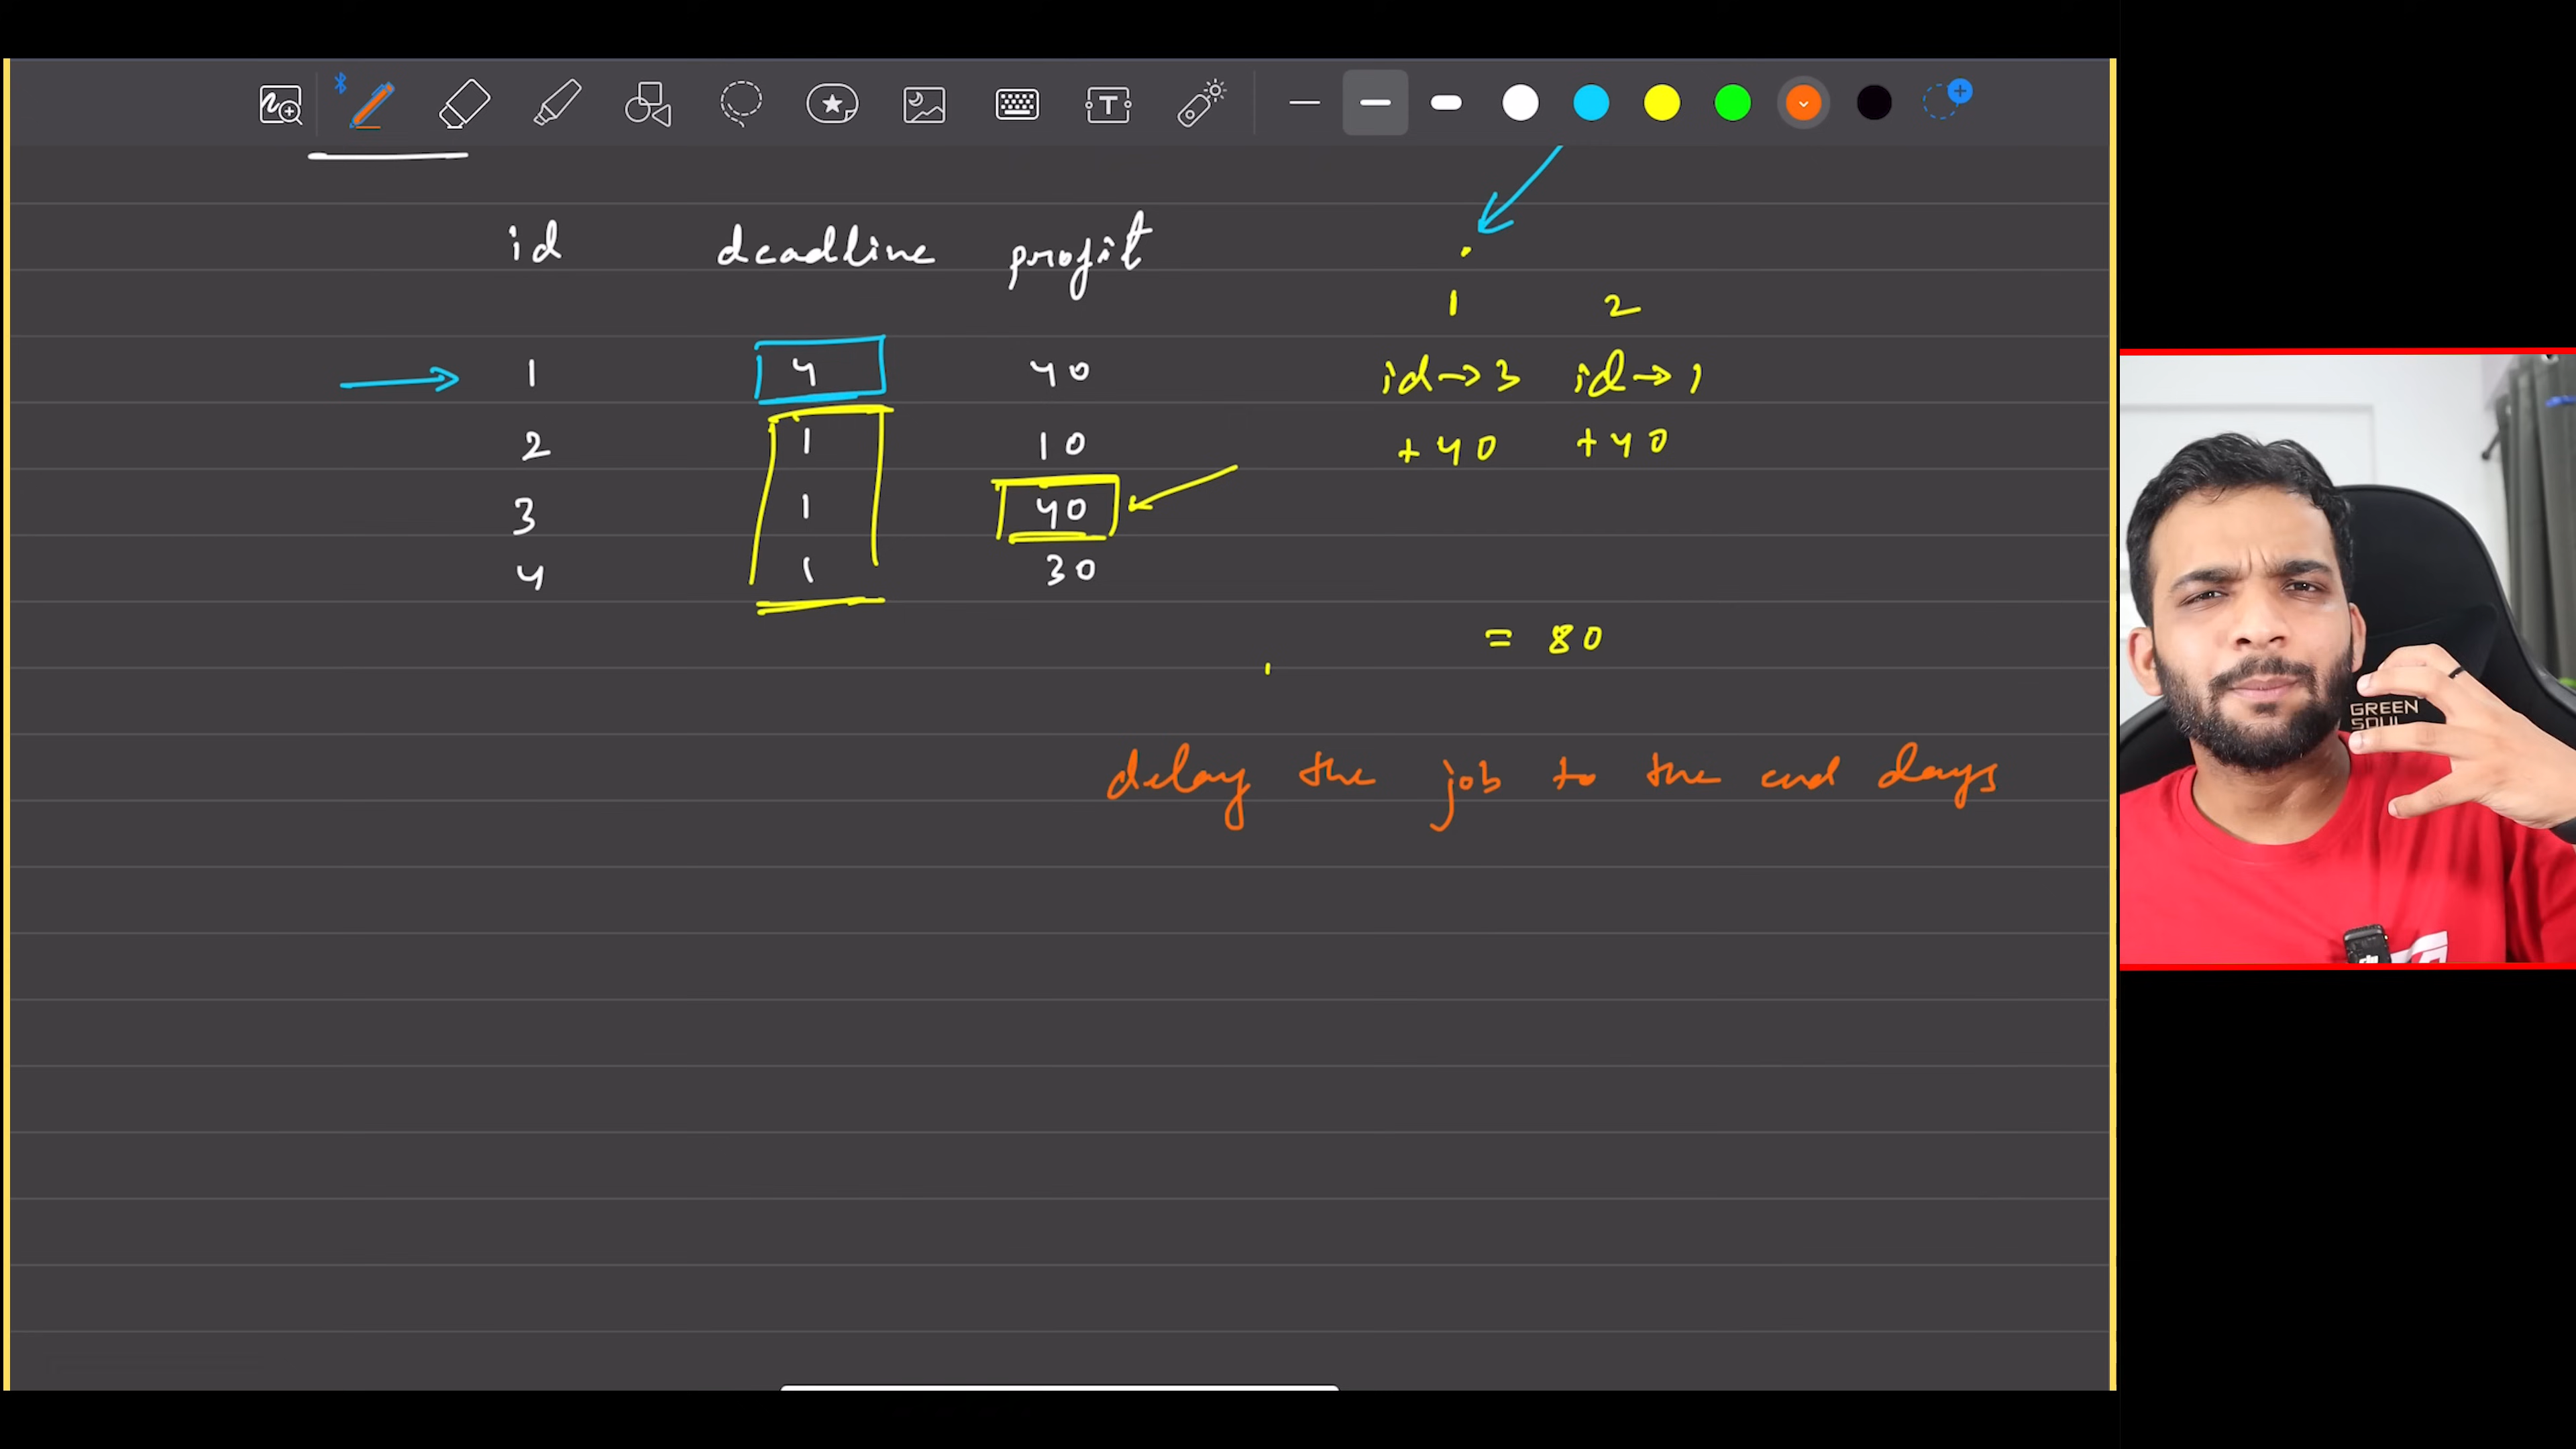 id deadline profit
1 2
1 4 40 id→3 id→1
2 1 10 +40 +40
3 1 40
4 1 30
= 80
delay the job to the end days
GREEN
SOUL
T